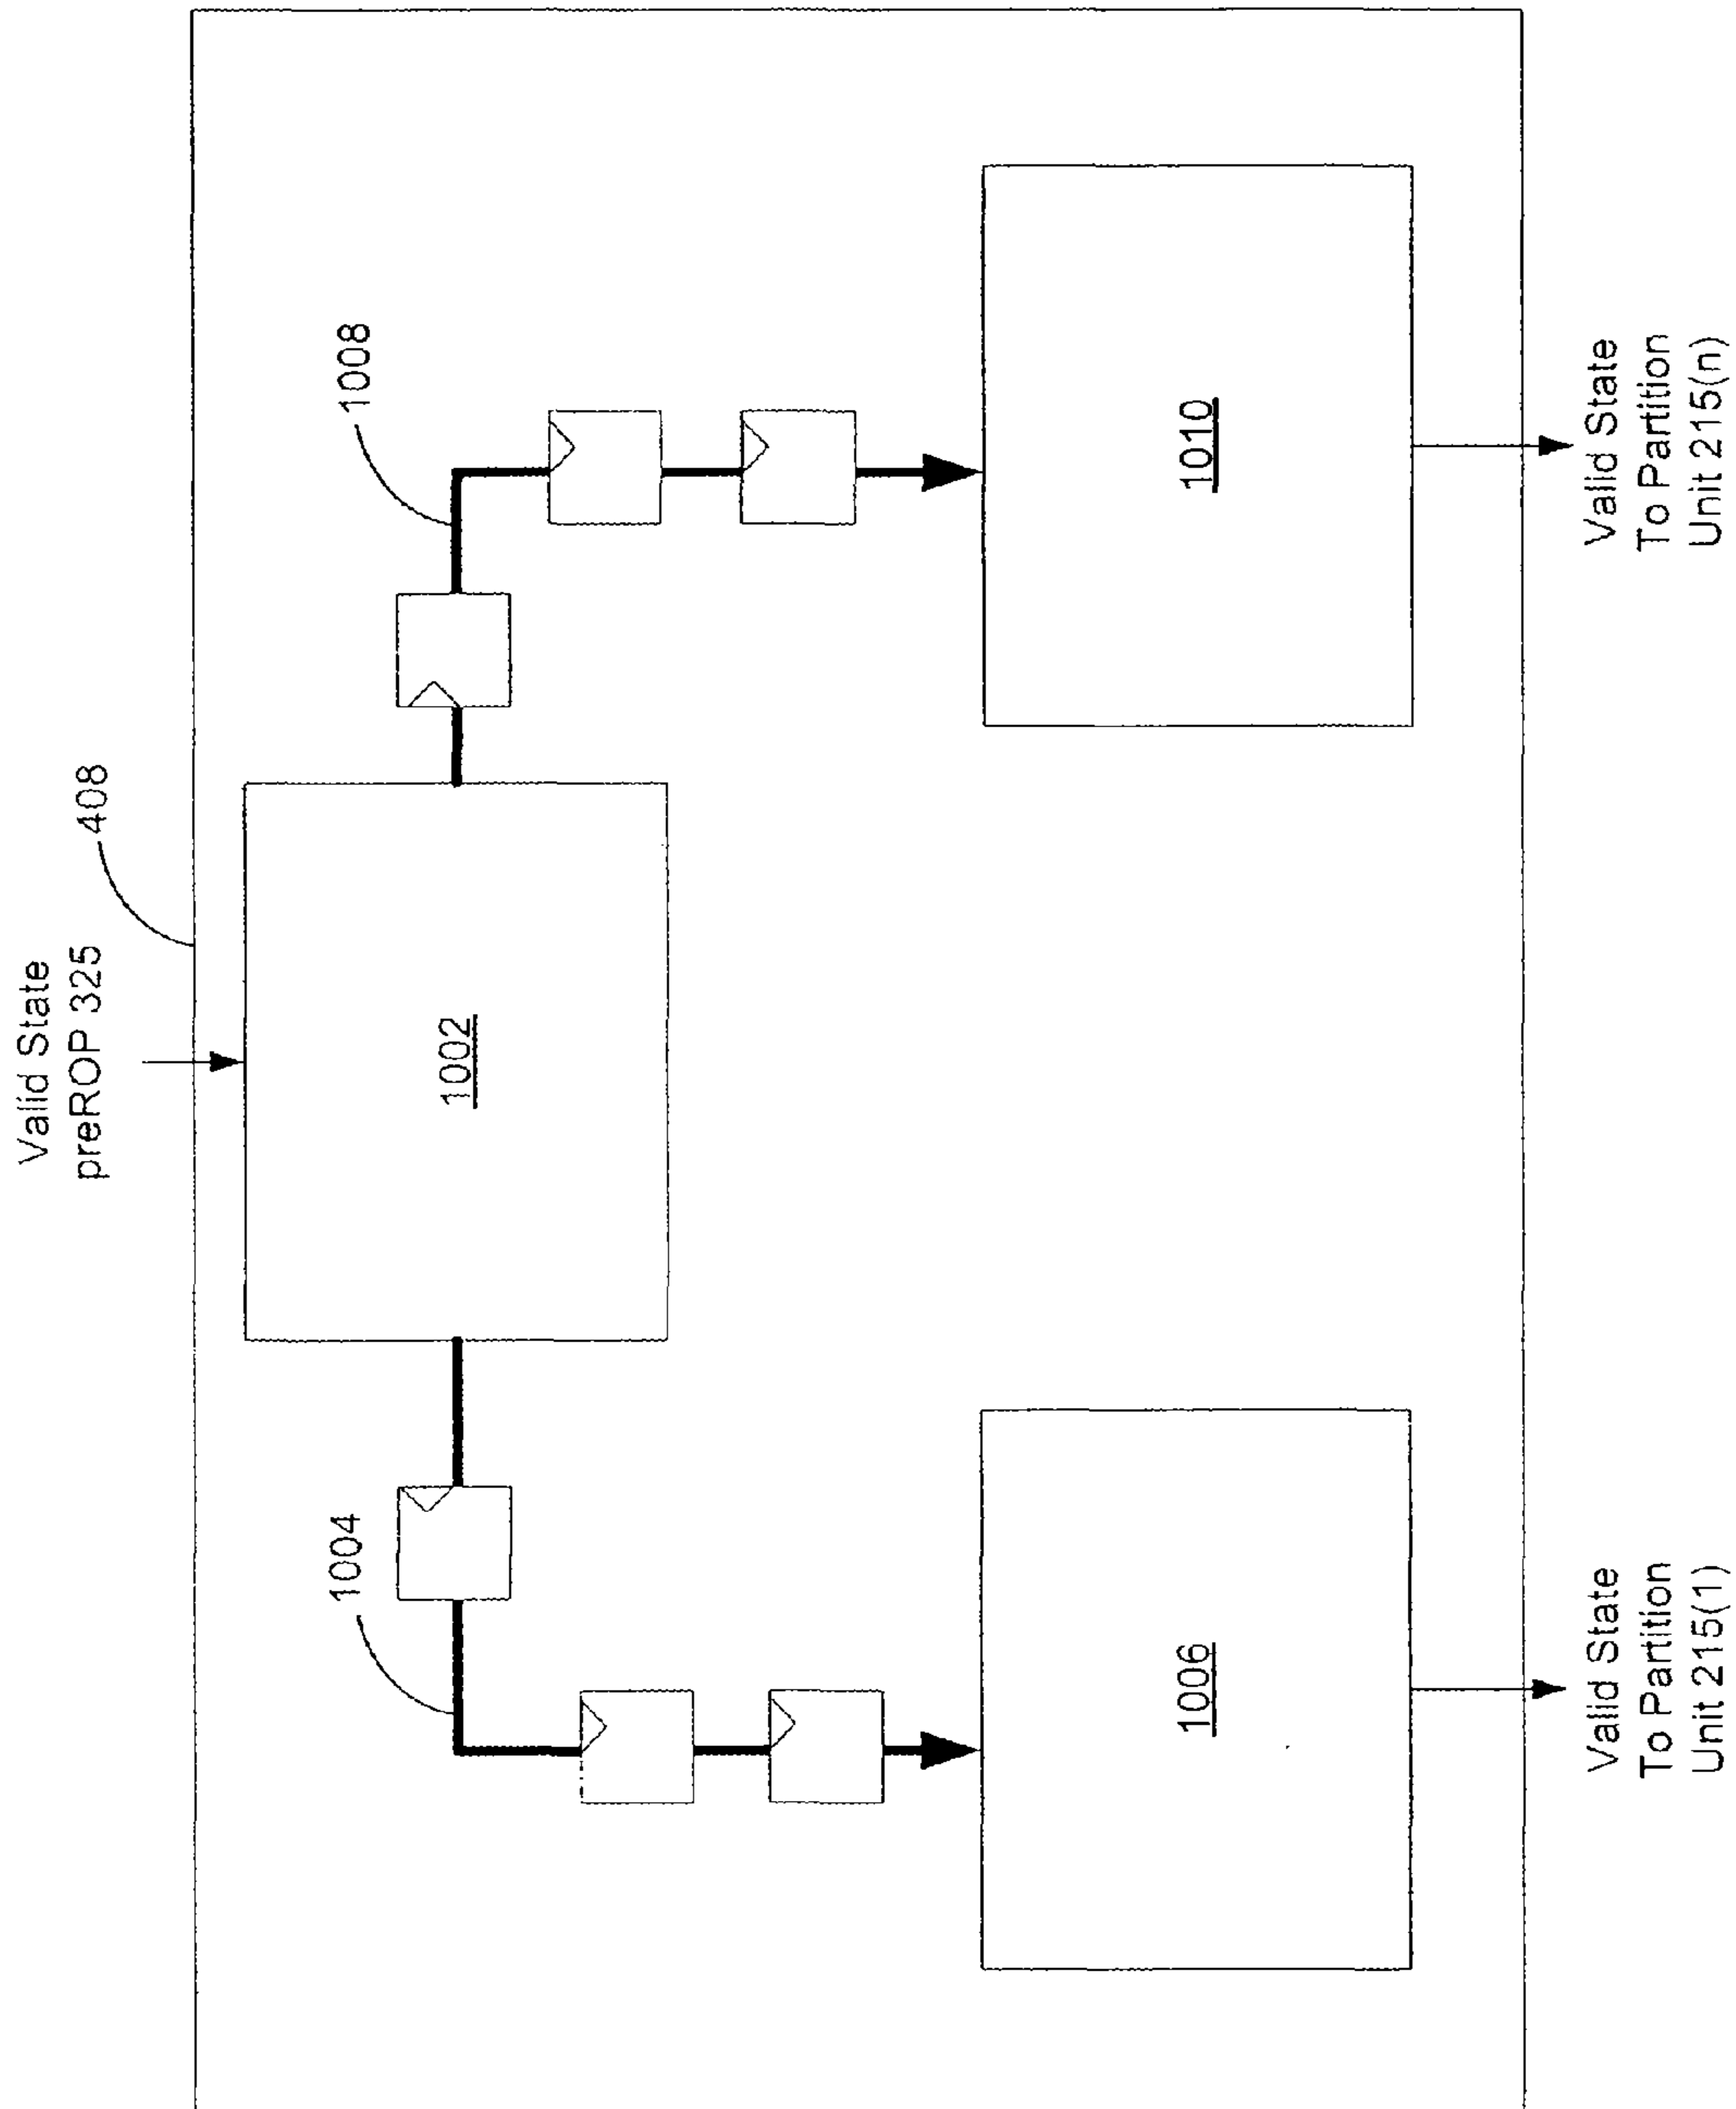 Valid State
preROP 325
408
1002
1004
1008
1006
1010
Valid State
To Partition
Unit 215(1)
Valid State
To Partition
Unit 215(n)